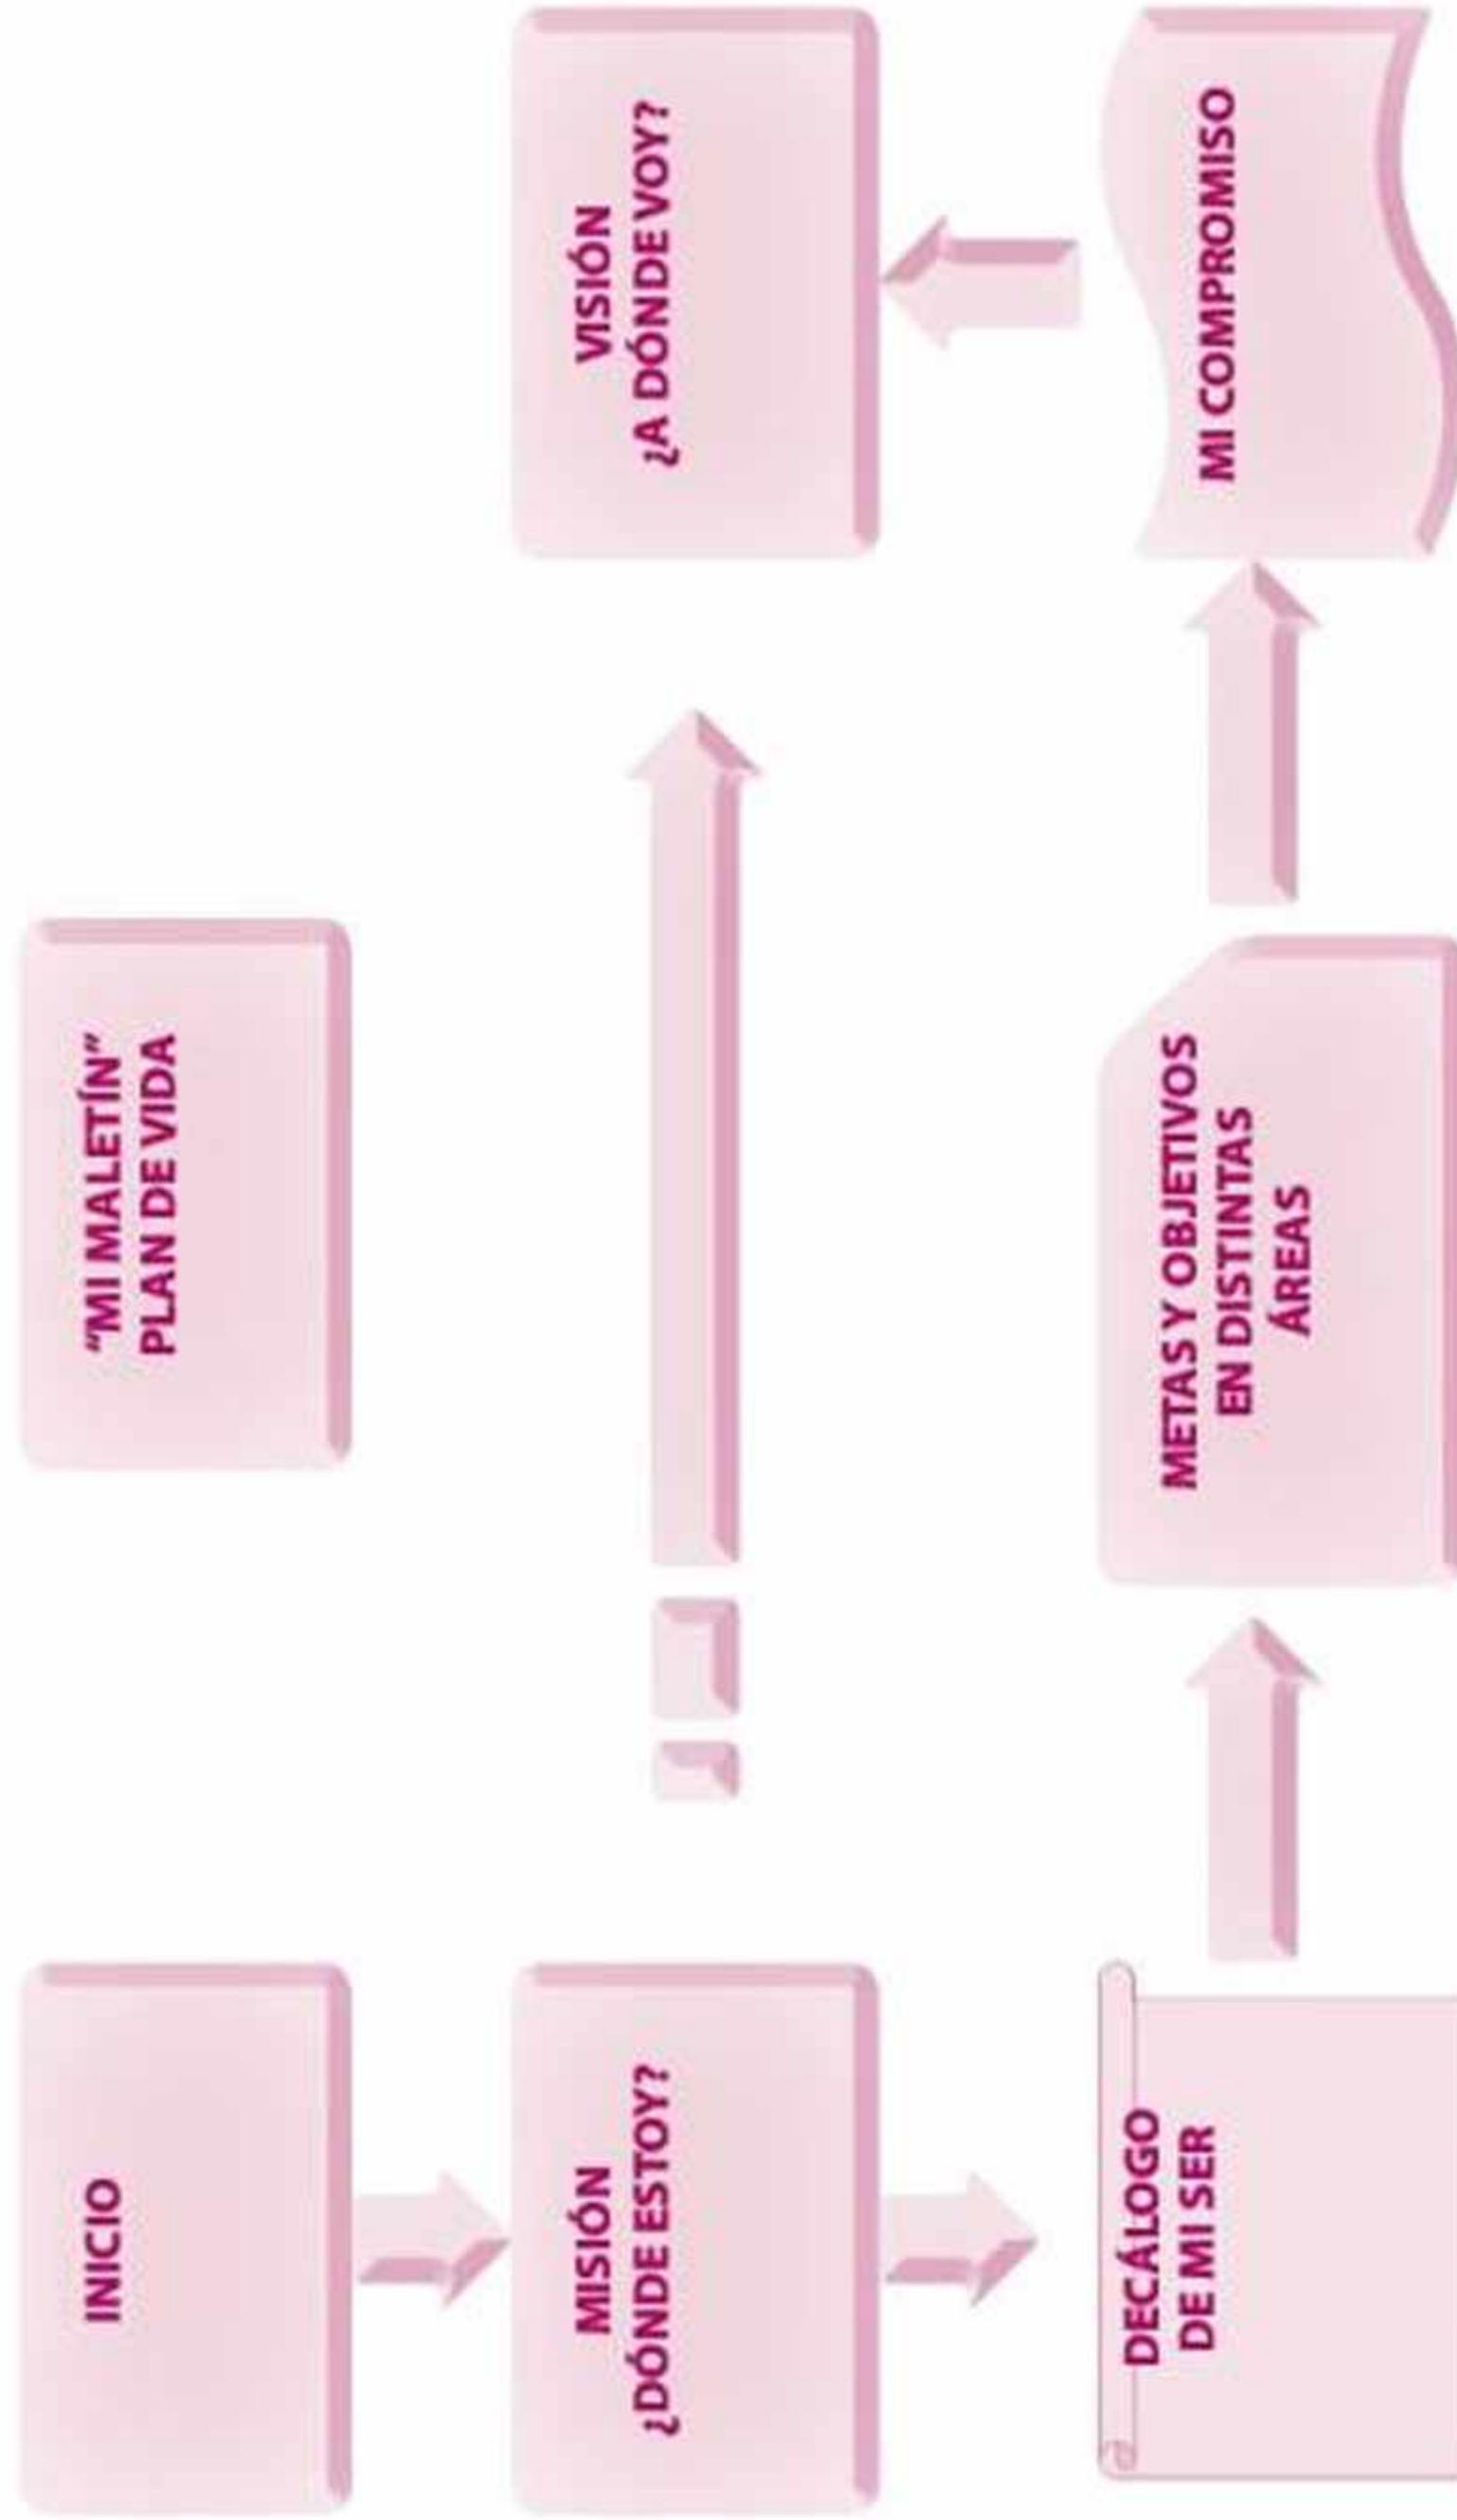 INICIO
“MI MALETÍN”
PLAN DE VIDA
MISIÓN
¿DÓNDE ESTOY?
VISIÓN
¿A DÓNDE VOY?
DECÁLOGO
DE MI SER
METAS Y OBJETIVOS
EN DISTINTAS
ÁREAS
MI COMPROMISO